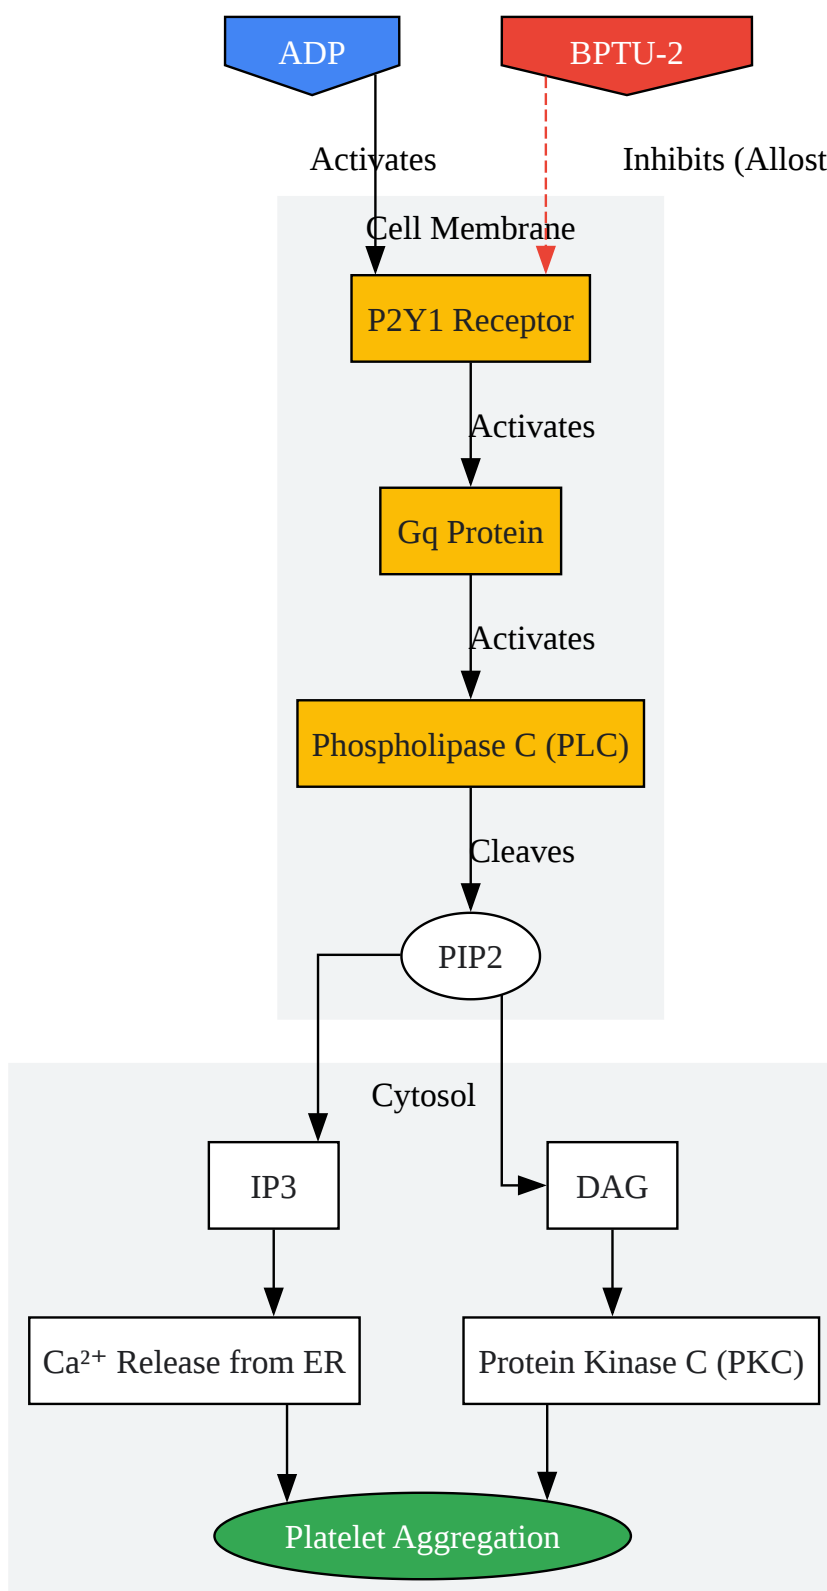 ADP
BPTU-2
Activates
Inhibits (Allost
Cell Membrane
P2Y1 Receptor
Activates
Gq Protein
Activates
Phospholipase C (PLC)
Cleaves
PIP2
Cytosol
IP3
DAG
Ca²⁺ Release from ER
Protein Kinase C (PKC)
Platelet Aggregation